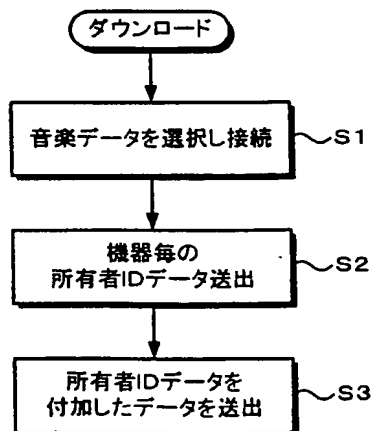 ダウンロード
音楽データを選択し接続
S1
機器毎の
所有者IDデータ送出
S2
所有者IDデータを
付加したデータを送出
S3